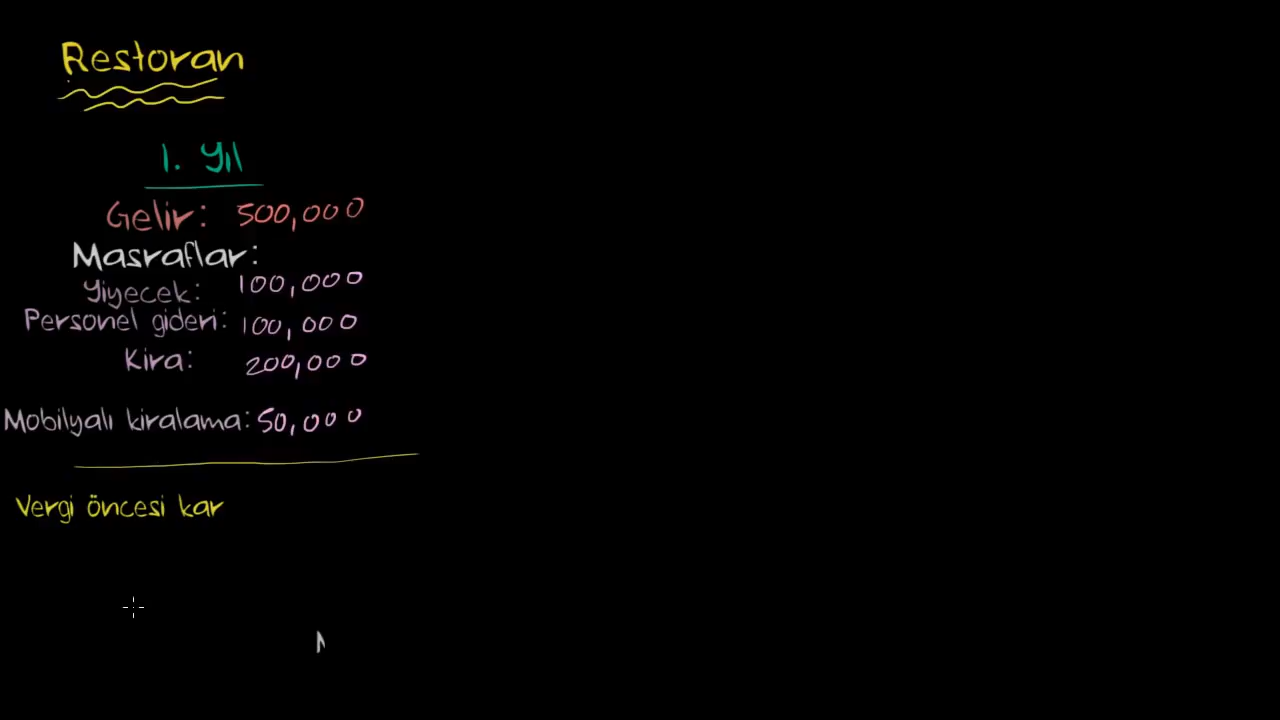 Restoran
1. Yıl
Gelir: 500,000
Masraflar:
Yiyecek: 100,000
Personel gideri: 100,000
Kira: 200,000
Mobilyalı kiralama: 50,000
Vergi öncesi kar